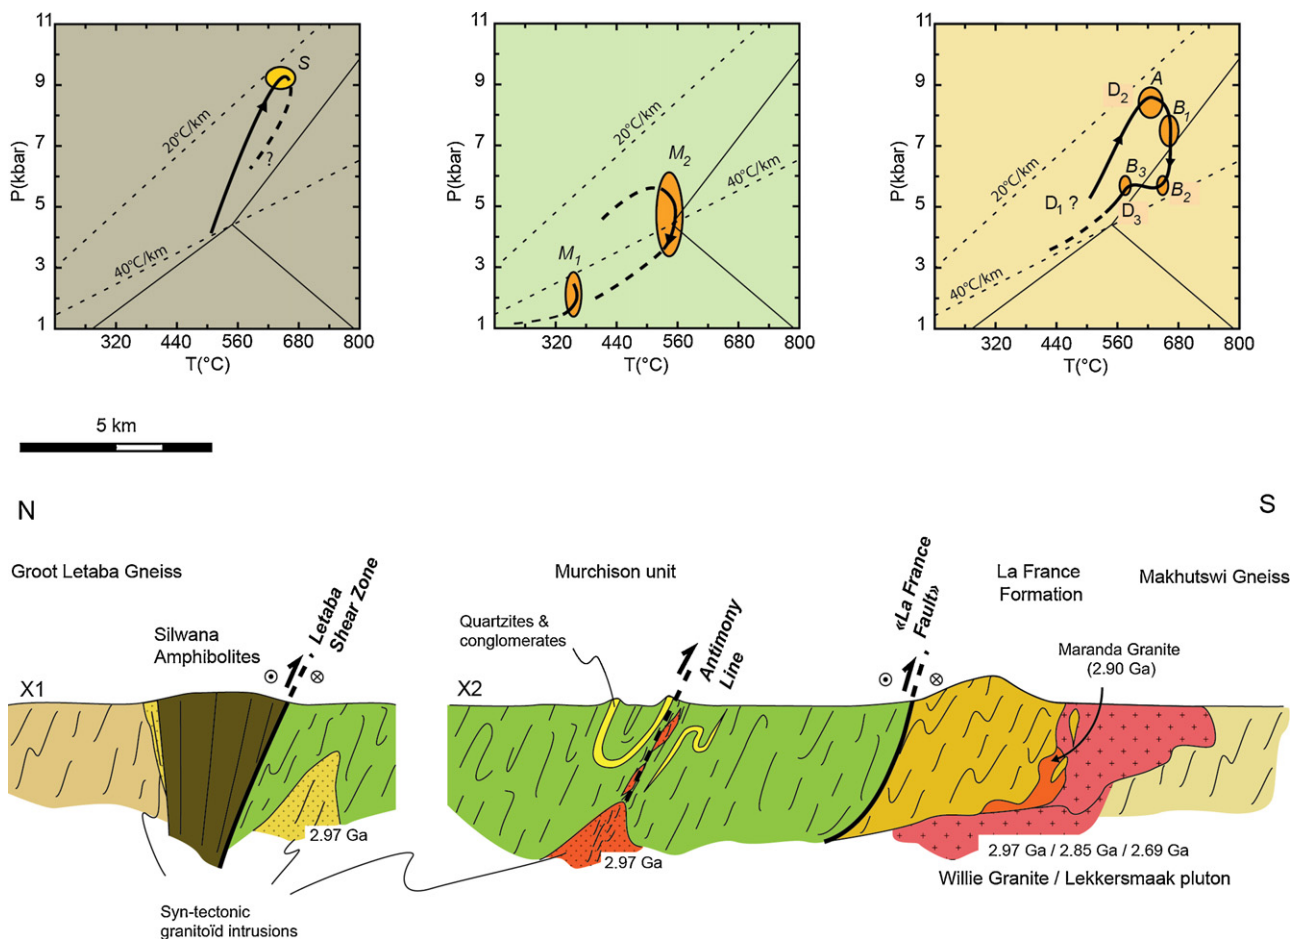 11
9
7
5
3
1
P(kbar)
320
440
560
680
800
T(°C)
20°C/km
40°C/km
S
?
11
9
7
5
3
1
P(kbar)
320
440
560
680
800
T(°C)
20°C/km
40°C/km
M2
M1
11
9
7
5
3
1
P(kbar)
320
440
560
680
800
T(°C)
20°C/km
40°C/km
D2
A
B1
B3
B2
D1 ?
D3
5 km
N
S
Groot Letaba Gneiss
Silwana
Amphibolites
Letaba
Shear Zone
Murchison unit
Quartzites &
conglomerates
Antimony
Line
«La France
Fault»
La France
Formation
Makhutswi Gneiss
Maranda Granite
(2.90 Ga)
X1
X2
2.97 Ga
2.97 Ga
2.97 Ga / 2.85 Ga / 2.69 Ga
Willie Granite / Lekkersmaak pluton
Syn-tectonic
granitoïd intrusions